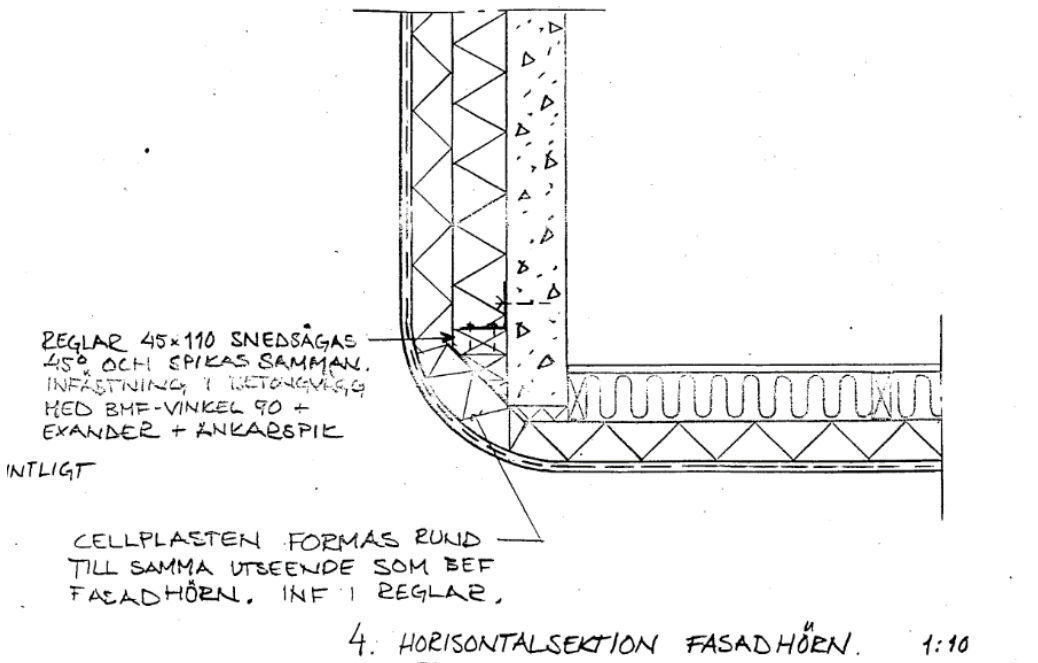 REGLAR 45×110 SNEDSÅGAS
45° OCH SPIKAS SAMMAN.
INFÄSTNING I BETONGVÄGG
MED BMF-VINKEL 90 +
EXANDER + ANKARSPIK
NTLIGT
CELLPLASTEN FORMAS RUND
TILL SAMMA UTSEENDE SOM BEF
FASADHÖRN. INF I REGLAR.
4. HORISONTALSEKTION FASADHÖRN. 1:10